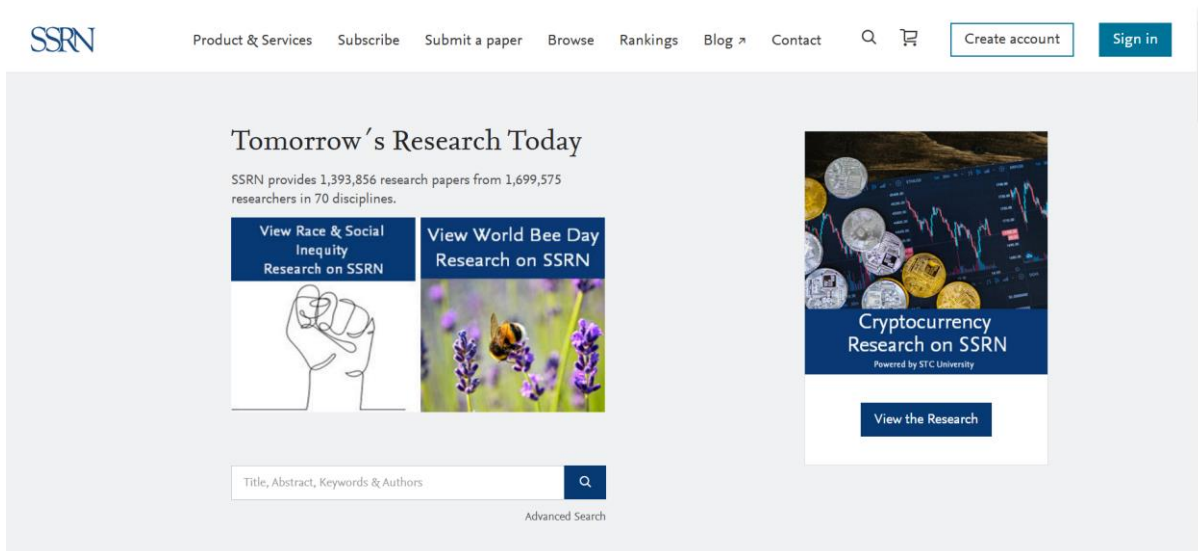 SSRN
Product & Services Subscribe Submit a paper Browse Rankings Blog ↗ Contact Create account Sign in
Tomorrow´s Research Today
SSRN provides 1,393,856 research papers from 1,699,575
researchers in 70 disciplines.
View Race & Social
Inequity
Research on SSRN
View World Bee Day
Research on SSRN
Title, Abstract, Keywords & Authors
Advanced Search
Cryptocurrency
Research on SSRN
Powered by STC University
View the Research